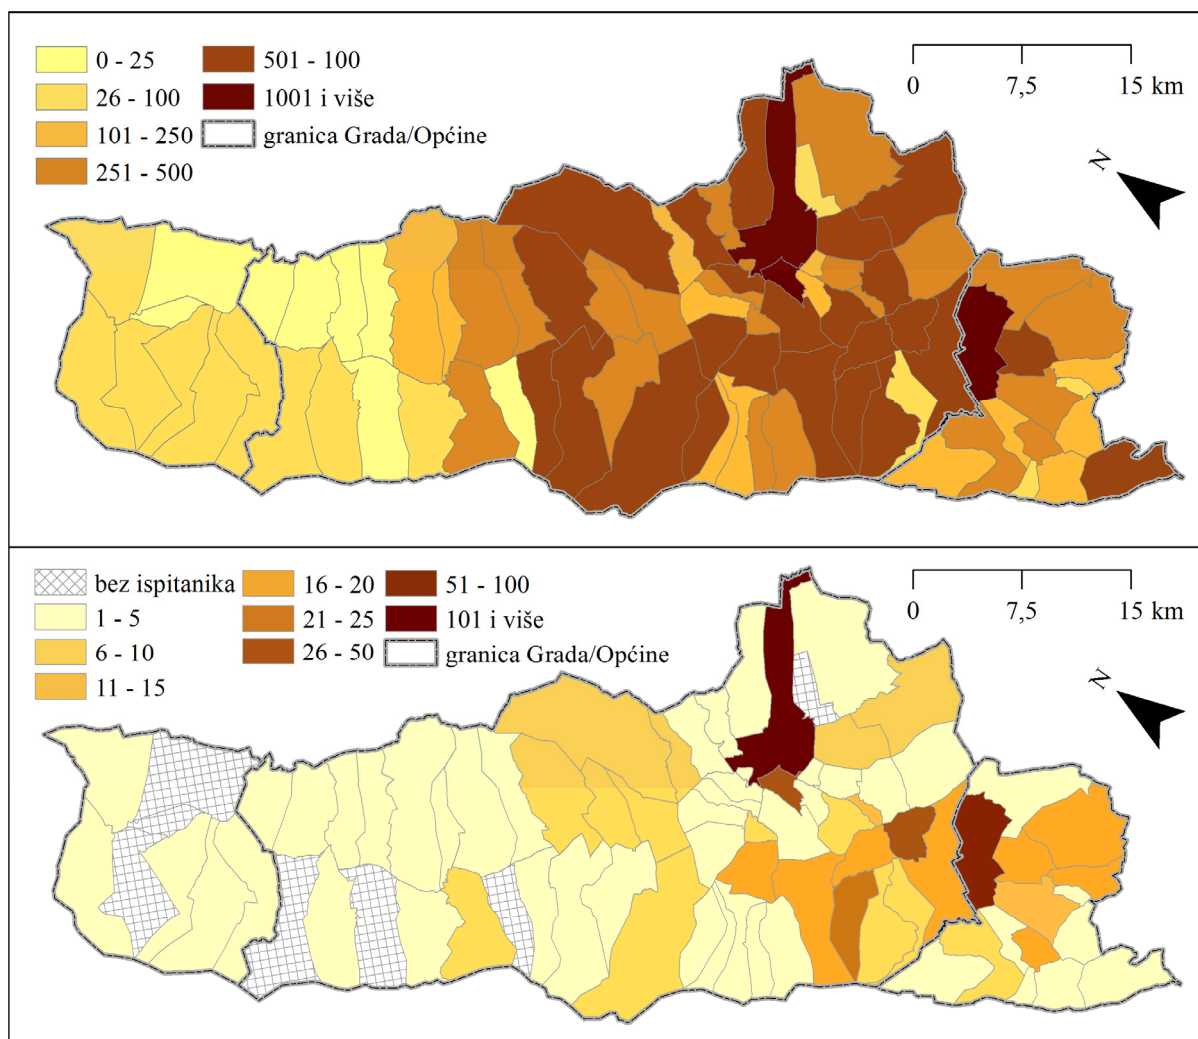 0 - 25
26 - 100
101 - 250
251 - 500
501 - 100
1001 i više
granica Grada/Općine
0 7,5 15 km
N
bez ispitanika
1 - 5
6 - 10
11 - 15
16 - 20
21 - 25
26 - 50
51 - 100
101 i više
granica Grada/Općine
0 7,5 15 km
N